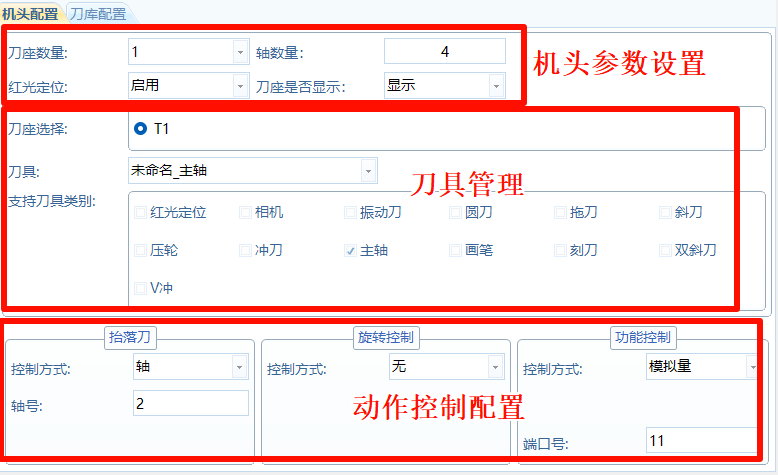 机头配置 刀库配置
刀座数量: 1 轴数量: 4
红光定位: 启用 刀座是否显示: 显示
机头参数设置
刀座选择: T1
刀具: 未命名_主轴
刀具管理
支持刀具类别: 红光定位 相机 振动刀 圆刀 拖刀 斜刀
压轮 冲刀 主轴 画笔 刻刀 双斜刀
V冲
抬落刀 旋转控制 功能控制
控制方式: 轴 控制方式: 无 控制方式: 模拟量
轴号: 2
动作控制配置
端口号: 11